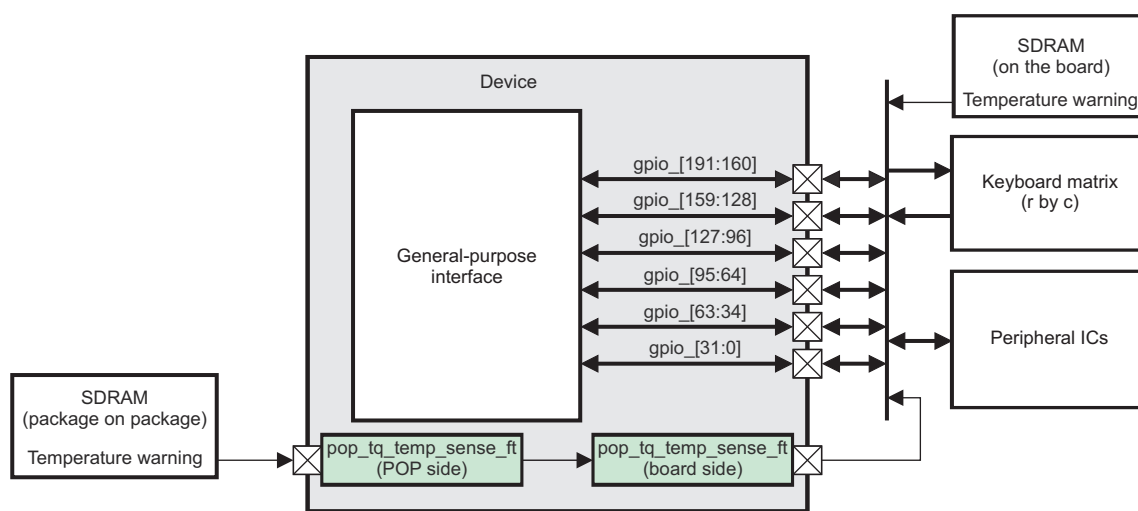 SDRAM
(on the board)
Temperature warning
Device
gpio_[191:160]
Keyboard matrix
(r by c)
gpio_[159:128]
gpio_[127:96]
General-purpose
interface
gpio_[95:64]
gpio_[63:34]
Peripheral ICs
gpio_[31:0]
SDRAM
(package on package)
Temperature warning
pop_tq_temp_sense_ft
(POP side)
pop_tq_temp_sense_ft
(board side)